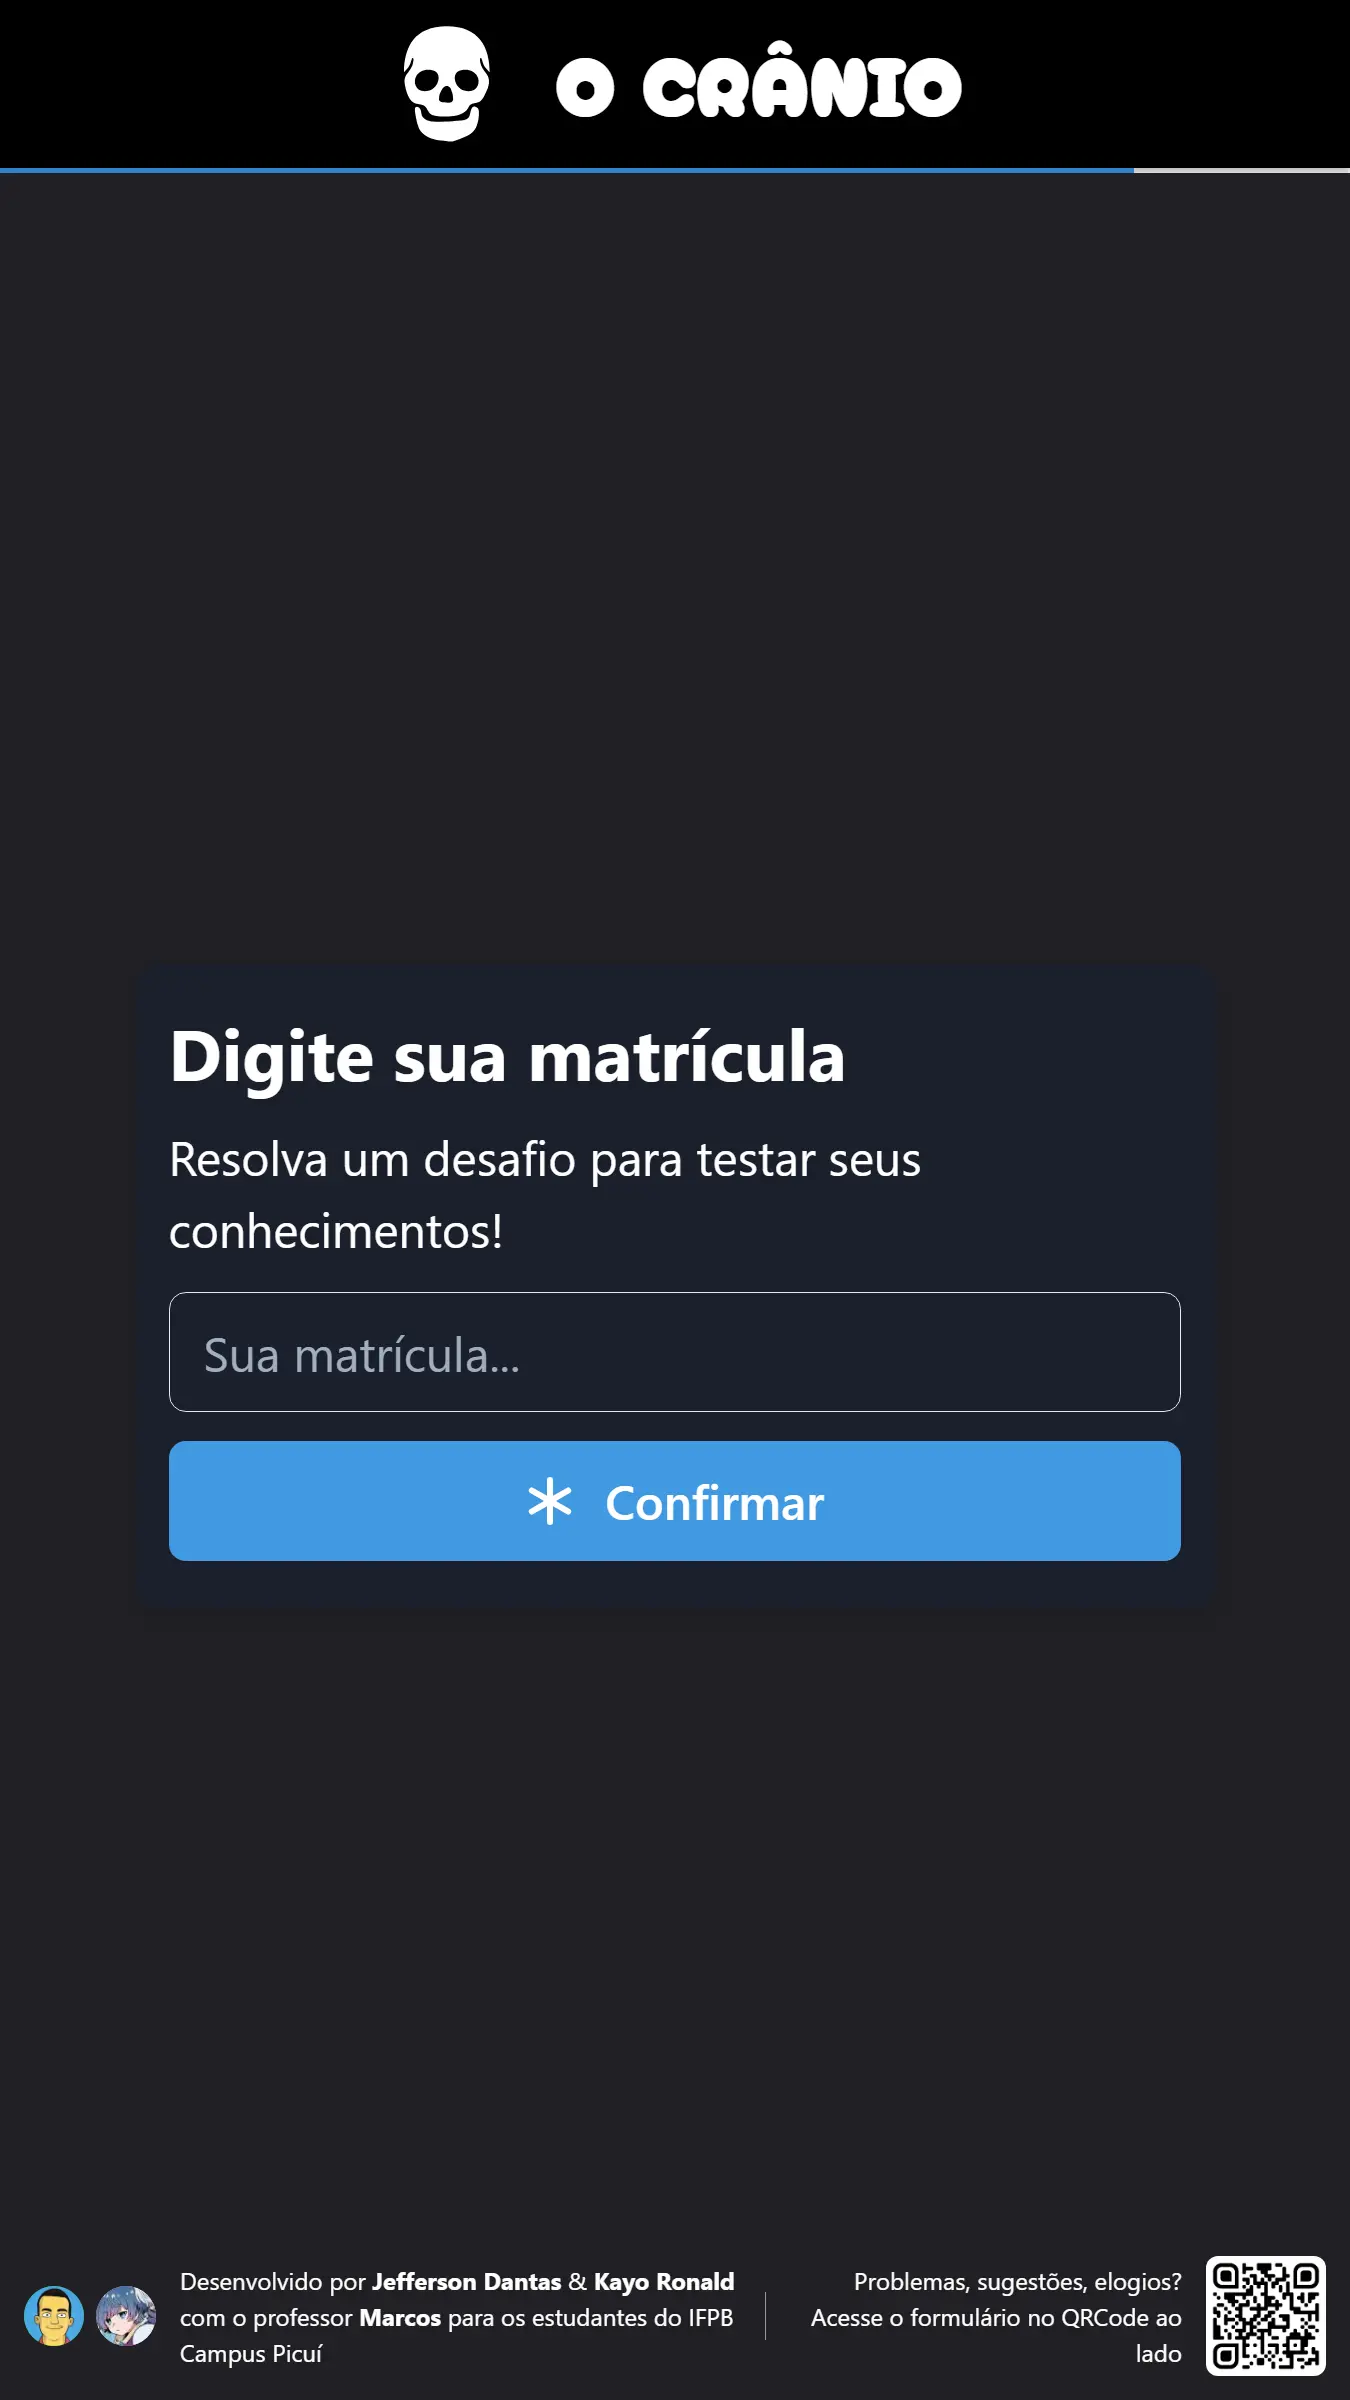 O CRÂNIO
Digite sua matrícula
Resolva um desafio para testar seus
conhecimentos!
Sua matrícula...
Confirmar
Desenvolvido por Jefferson Dantas & Kayo Ronald
com o professor Marcos para os estudantes do IFPB
Campus Picuí
Problemas, sugestões, elogios?
Acesse o formulário no QRCode ao
lado